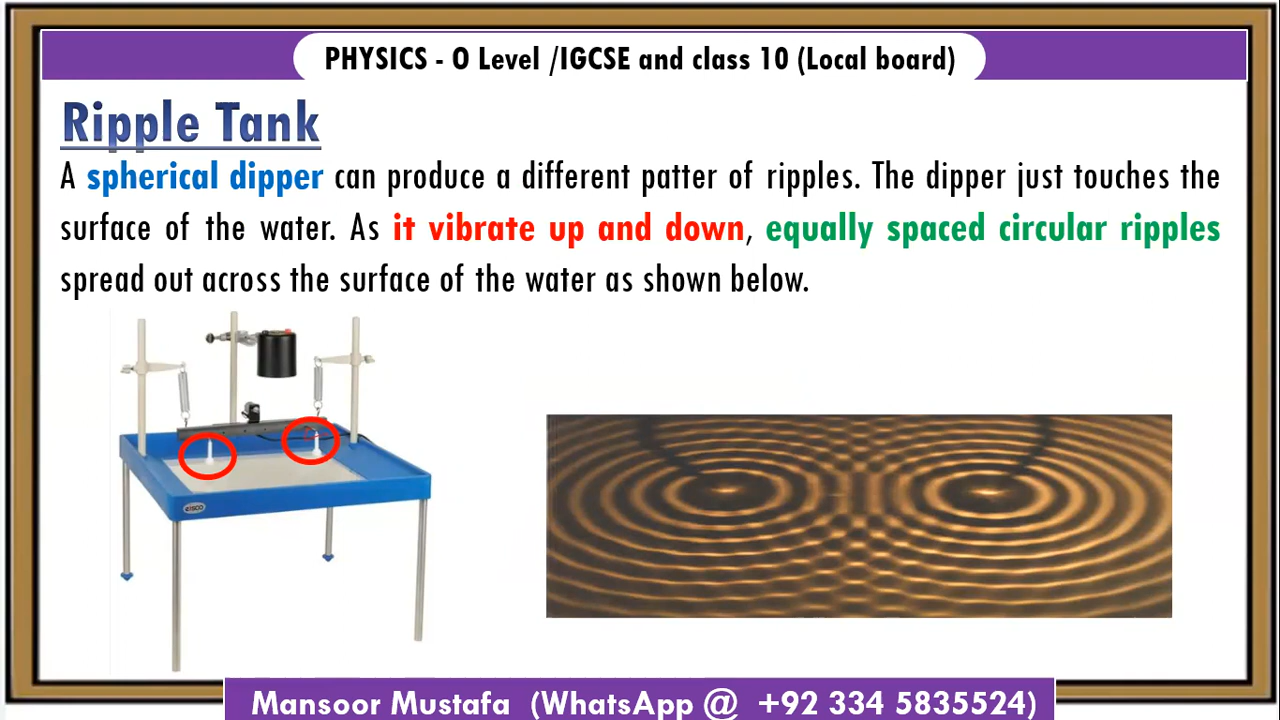 PHYSICS - O Level /IGCSE and class 10 (Local board)
Ripple Tank
A spherical dipper can produce a different patter of ripples. The dipper just touches the
surface of the water. As it vibrate up and down, equally spaced circular ripples
spread out across the surface of the water as shown below.
EISCO
Mansoor Mustafa (WhatsApp @ +92 334 5835524)